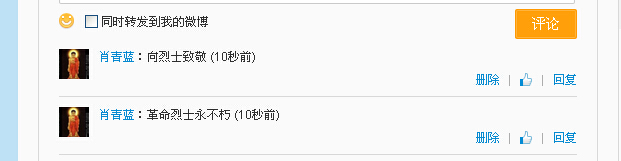 同时转发到我的微博
评论
肖青蓝：向烈士致敬 (10秒前)
删除 | | 回复
肖青蓝：革命烈士永不朽 (10秒前)
删除 | | 回复